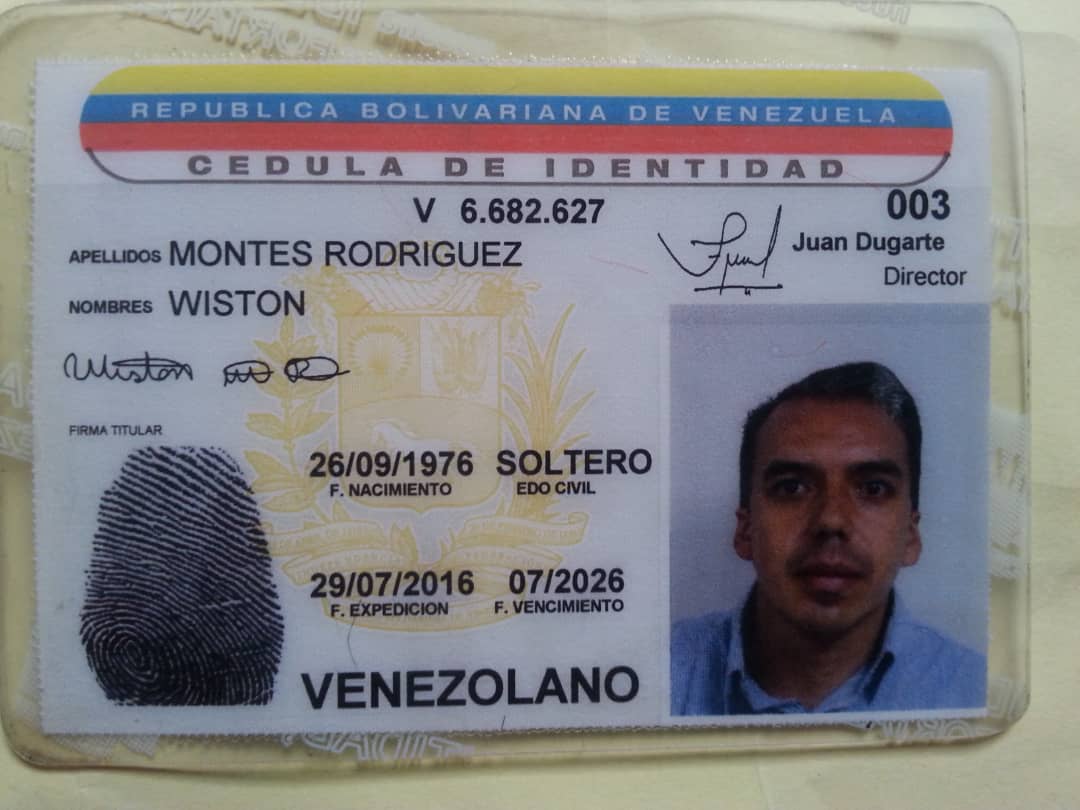 REPUBLICA BOLIVARIANA DE VENEZUELA
CEDULA DE IDENTIDAD
V 6.682.627
003
APELLIDOS MONTES RODRIGUEZ
Juan Dugarte
Director
NOMBRES WISTON
Wiston
FIRMA TITULAR
26/09/1976 SOLTERO
F. NACIMIENTO EDO CIVIL
29/07/2016 07/2026
F. EXPEDICION F. VENCIMIENTO
VENEZOLANO